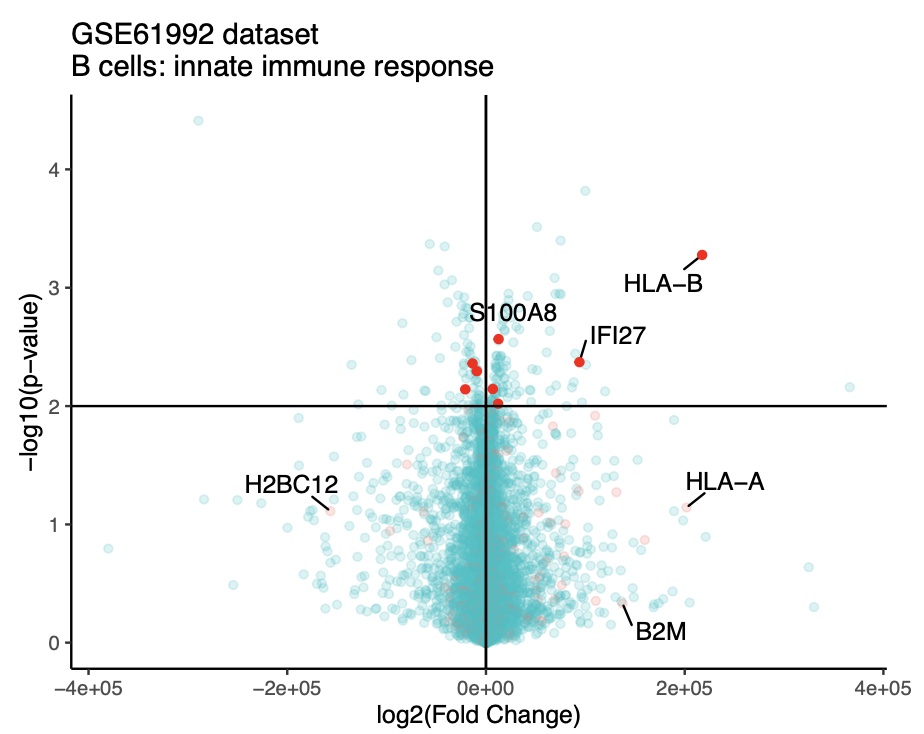 GSE61992 dataset
B cells: innate immune response
4
3
2
1
0
−log10(p−value)
HLA−B
S100A8
IFI27
H2BC12
HLA−A
B2M
−4e+05
−2e+05
0e+00
2e+05
4e+05
log2(Fold Change)